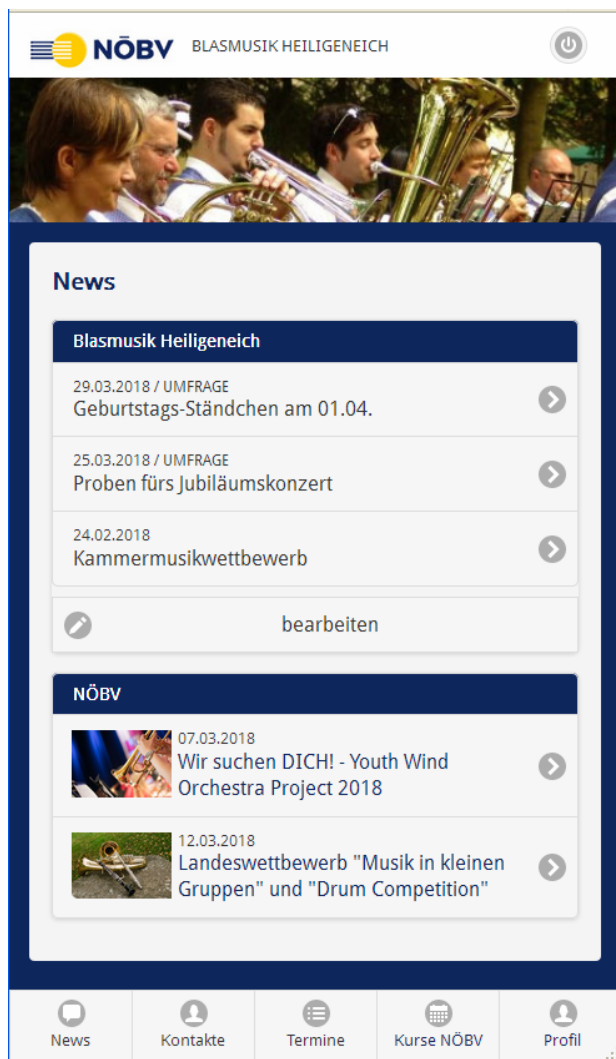 NÖBV BLASMUSIK HEILIGENEICH
News
Blasmusik Heiligeneich
29.03.2018 / UMFRAGE
Geburtstags-Ständchen am 01.04.
25.03.2018 / UMFRAGE
Proben fürs Jubiläumskonzert
24.02.2018
Kammermusikwettbewerb
bearbeiten
NÖBV
07.03.2018
Wir suchen DICH! - Youth Wind
Orchestra Project 2018
12.03.2018
Landeswettbewerb "Musik in kleinen
Gruppen" und "Drum Competition"
News Kontakte Termine Kurse NÖBV Profil